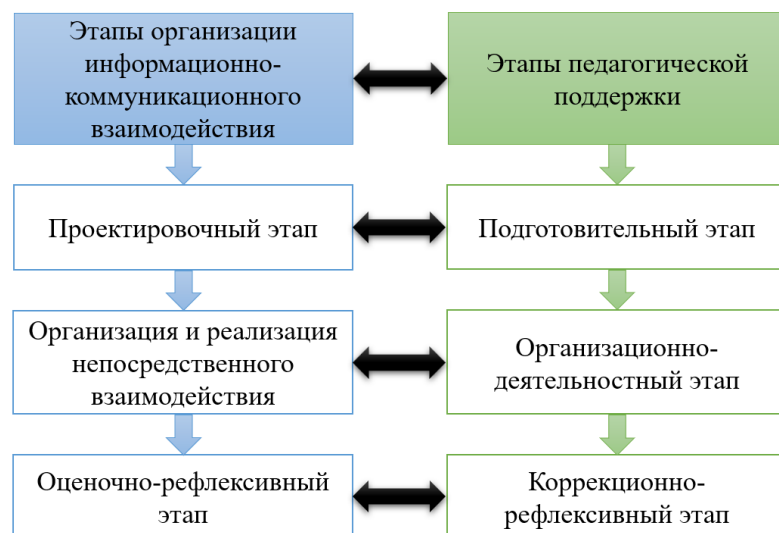 Этапы организации
информационно-
коммуникационного
взаимодействия
Этапы педагогической
поддержки
Проектировочный этап
Подготовительный этап
Организация и реализация
непосредственного
взаимодействия
Организационно-
деятельностный этап
Оценочно-рефлексивный
этап
Коррекционно-
рефлексивный этап